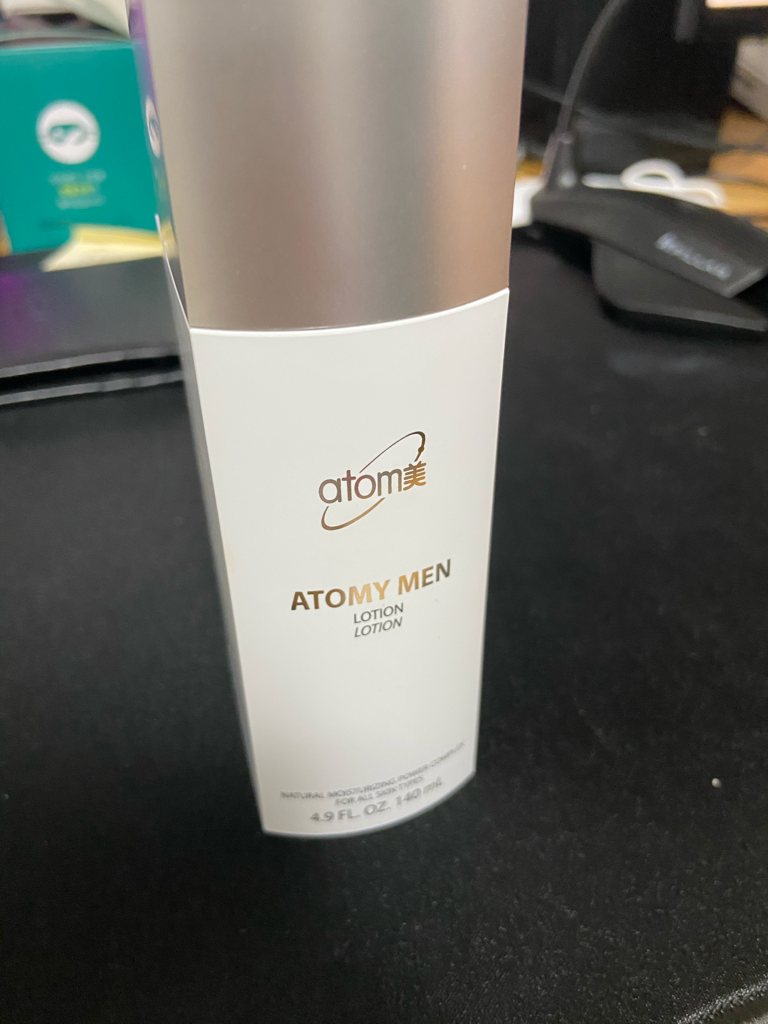 atom美
ATOMY MEN
LOTION
LOTION
NATURAL MOISTURIZING POWER COMPLEX
FOR ALL SKIN TYPES
4.9 FL. OZ. 140 mL